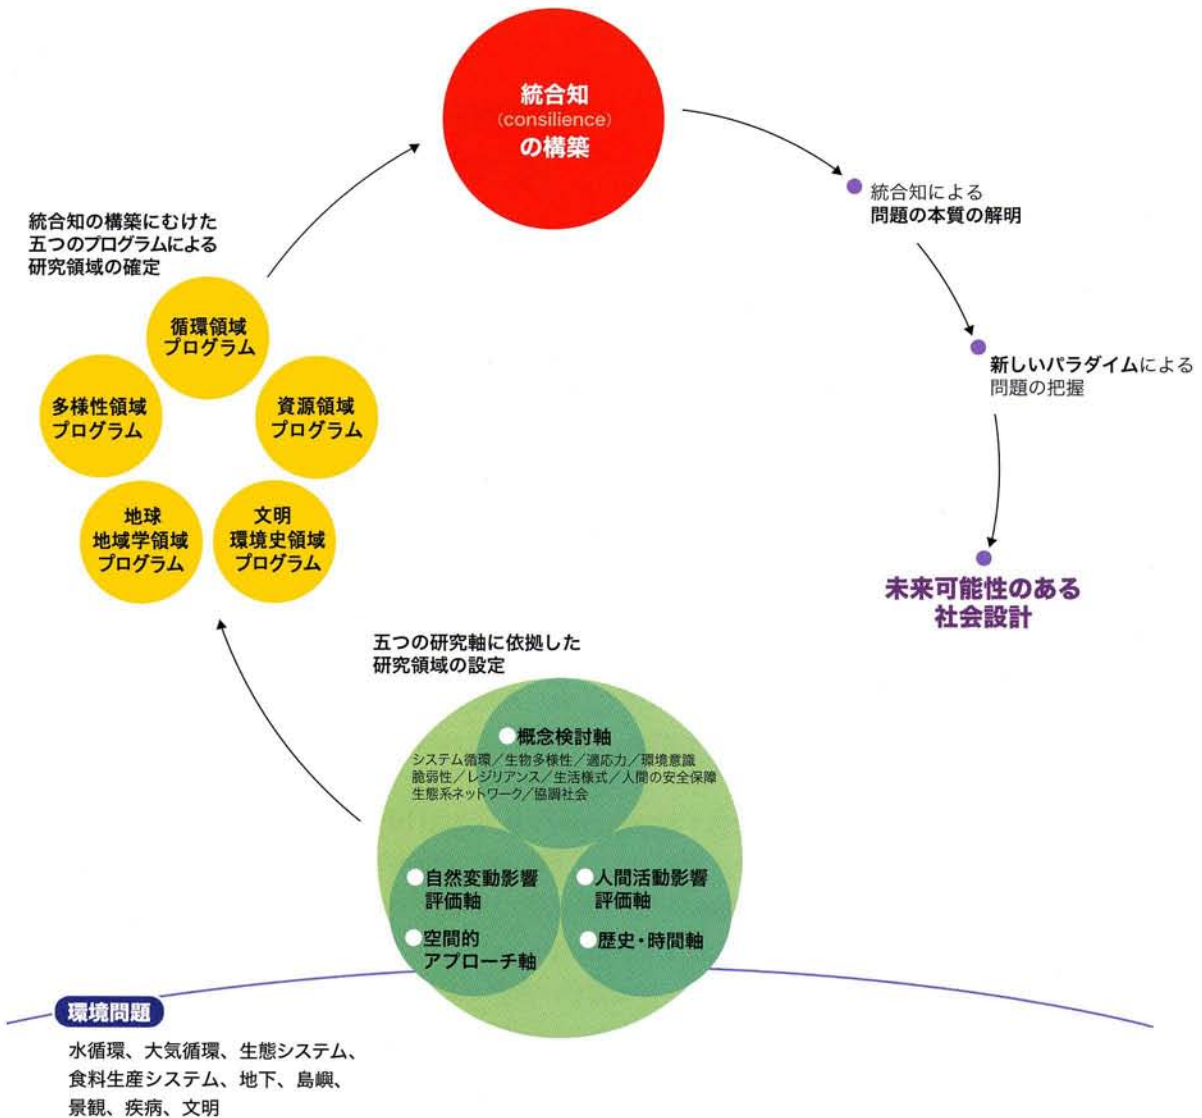 統合知
(consilience)
の構築
統合知による
問題の本質の解明
新しいパラダイムによる
問題の把握
未来可能性のある
社会設計
統合知の構築にむけた
五つのプログラムによる
研究領域の確定
循環領域
プログラム
多様性領域
プログラム
資源領域
プログラム
地球
地域学領域
プログラム
文明
環境史領域
プログラム
五つの研究軸に依拠した
研究領域の設定
概念検討軸
システム循環／生物多様性／適応力／環境意識
脆弱性／レジリアンス／生活様式／人間の安全保障
生態系ネットワーク／協調社会
自然変動影響
評価軸
空間的
アプローチ軸
人間活動影響
評価軸
歴史・時間軸
環境問題
水循環、大気循環、生態システム、
食料生産システム、地下、島嶼、
景観、疾病、文明